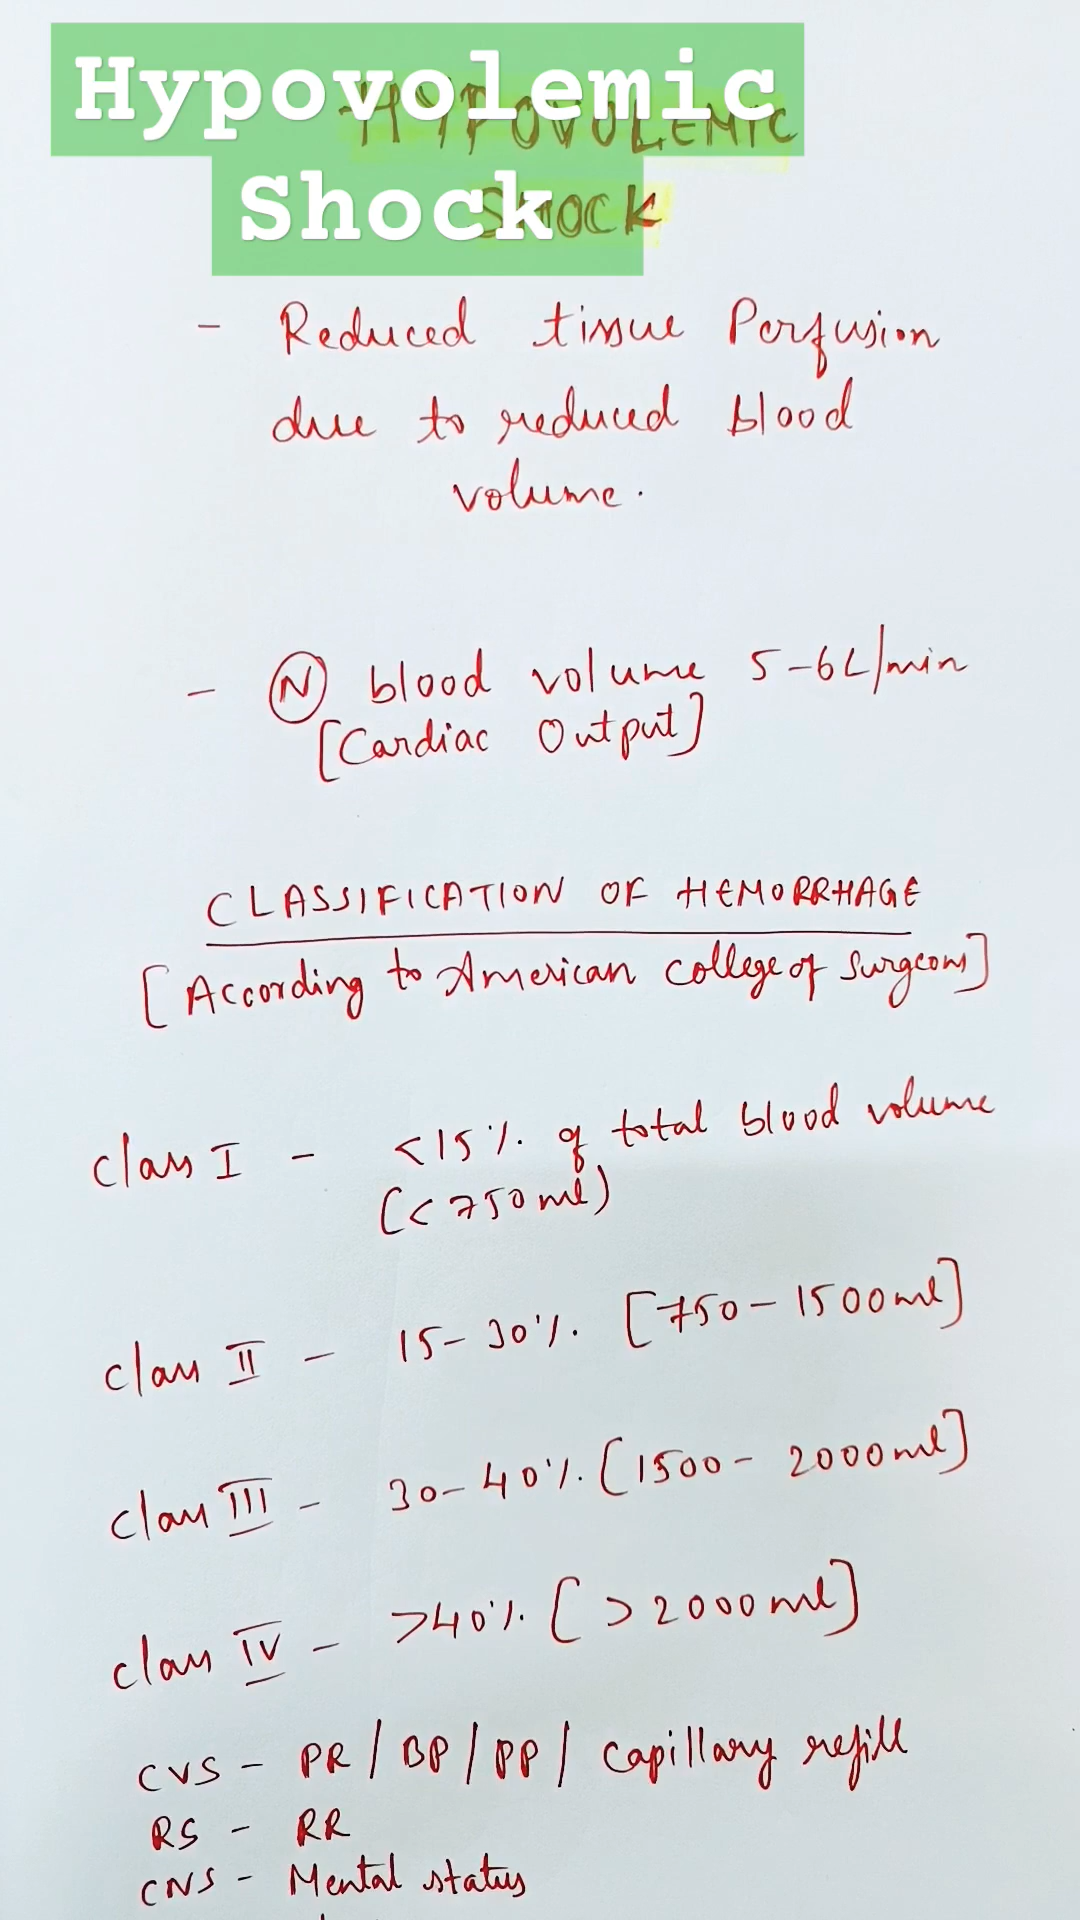 Hypovolemic
Shock
HYPOVOLEMIC
SHOCK
- Reduced tissue Perfusion
due to reduced blood
volume.
- Ⓝ blood volume 5-6L/min
[Cardiac Output]
CLASSIFICATION OF HEMORRHAGE
[According to American College of Surgeons]
Class I - <15% of total blood volume
(<750ml)
Class II - 15-30%. [750-1500ml]
Class III - 30-40%. [1500-2000ml]
Class IV - >40%. [>2000ml]
CVS - PR/BP/PP/ Capillary refill
RS - RR
CNS - Mental status